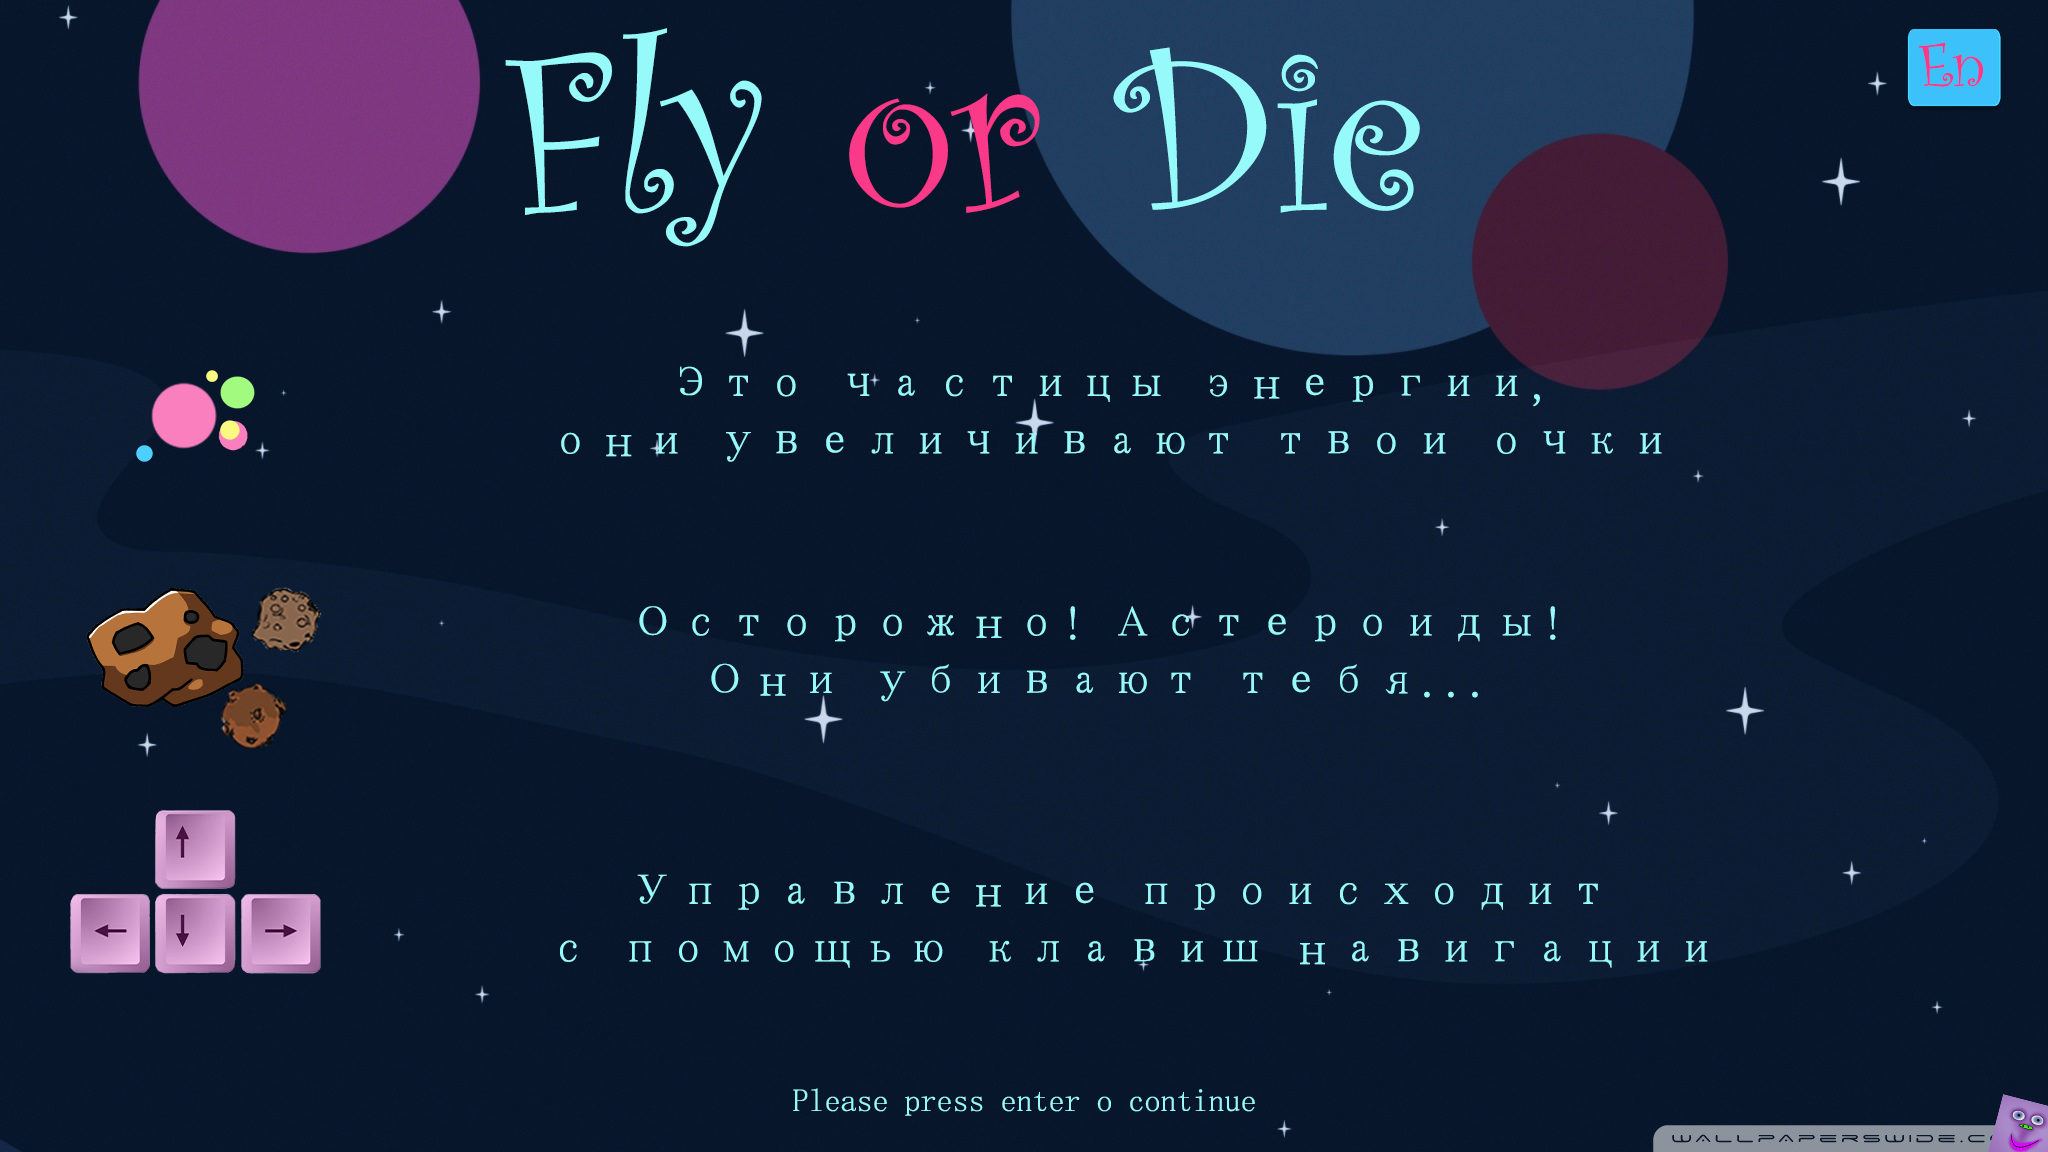 Fly or Die
En
Это частицы энергии,
они увеличивают твои очки
Осторожно! Астероиды!
Они убивают тебя...
Управление происходит
с помощью клавиш навигации
Please press enter o continue